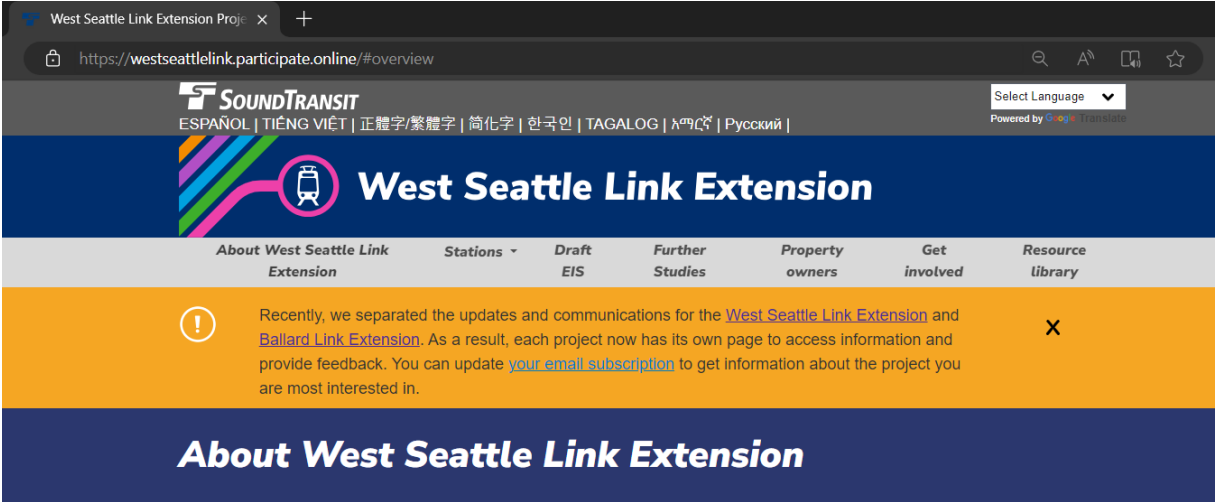 West Seattle Link Extension Proje
https://westseattlelink.participate.online/#overview
SOUNDTRANSIT
Select Language
ESPAÑOL | TIẾNG VIỆT | 正體字/繁體字 | 简化字 | 한국인 | TAGALOG | አማርኛ | Русский |
Powered by Google Translate
West Seattle Link Extension
About West Seattle Link Extension
Stations
Draft EIS
Further Studies
Property owners
Get involved
Resource library
Recently, we separated the updates and communications for the West Seattle Link Extension and
Ballard Link Extension. As a result, each project now has its own page to access information and
provide feedback. You can update your email subscription to get information about the project you
are most interested in.
About West Seattle Link Extension